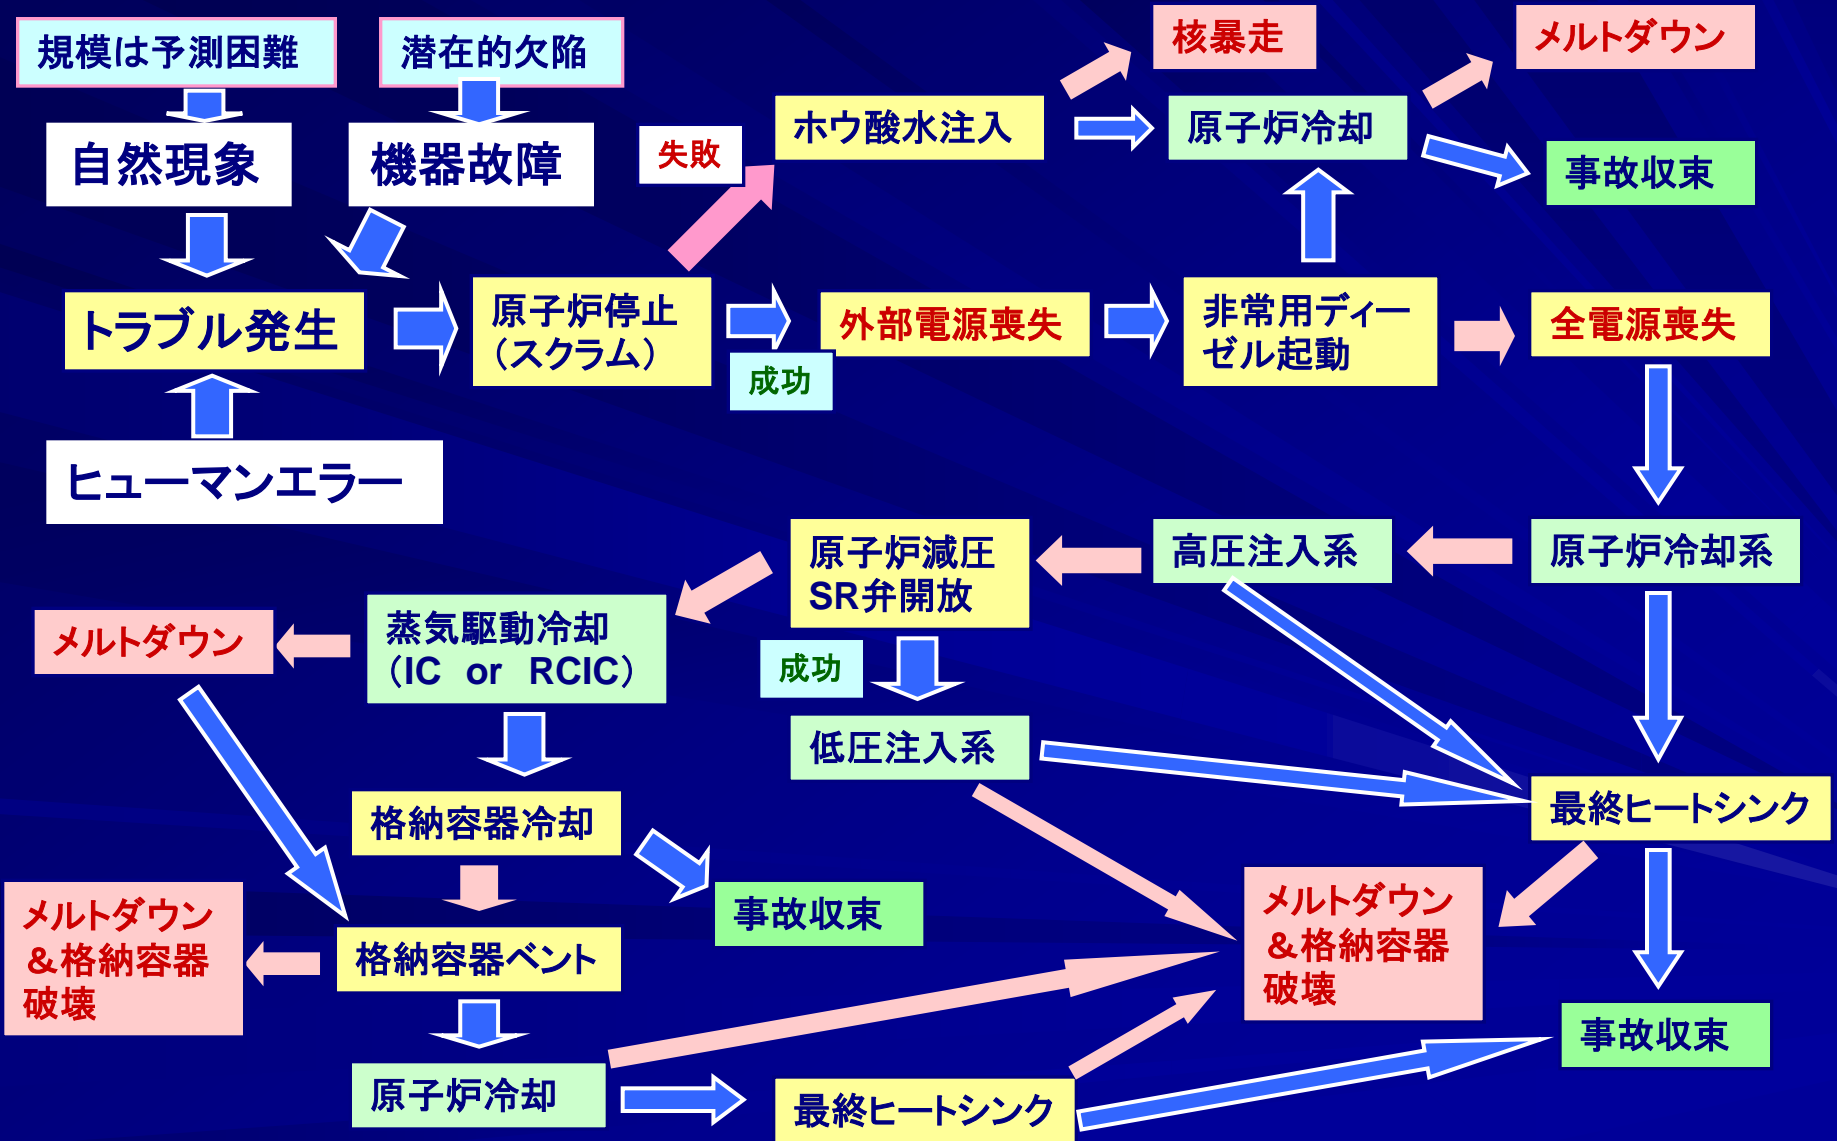 規模は予測困難
潜在的欠陥
核暴走
メルトダウン
自然現象
機器故障
失敗
ホウ酸水注入
原子炉冷却
事故収束
トラブル発生
原子炉停止
（スクラム）
成功
外部電源喪失
非常用ディー
ゼル起動
全電源喪失
ヒューマンエラー
原子炉減圧
SR弁開放
高圧注入系
原子炉冷却系
メルトダウン
蒸気駆動冷却
（IC or RCIC）
成功
低圧注入系
最終ヒートシンク
格納容器冷却
事故収束
メルトダウン
＆格納容器
破壊
格納容器ベント
メルトダウン
＆格納容器
破壊
事故収束
原子炉冷却
最終ヒートシンク